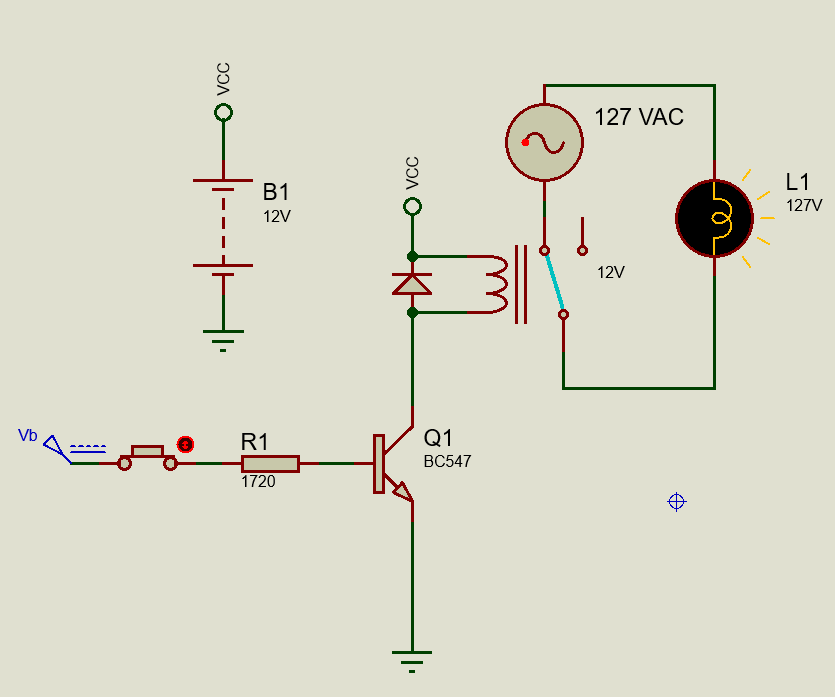 VCC
127 VAC
B1
12V
VCC
L1
127V
12V
Vb
R1
1720
Q1
BC547